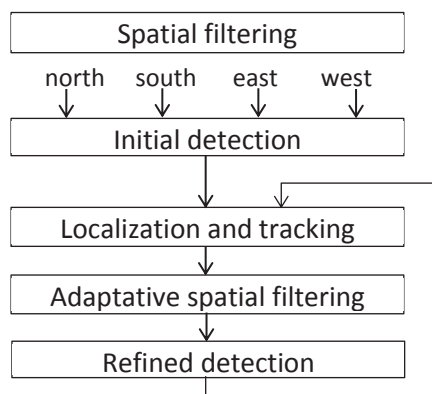 Spatial filtering
north south east west
Initial detection
Localization and tracking
Adaptative spatial filtering
Refined detection